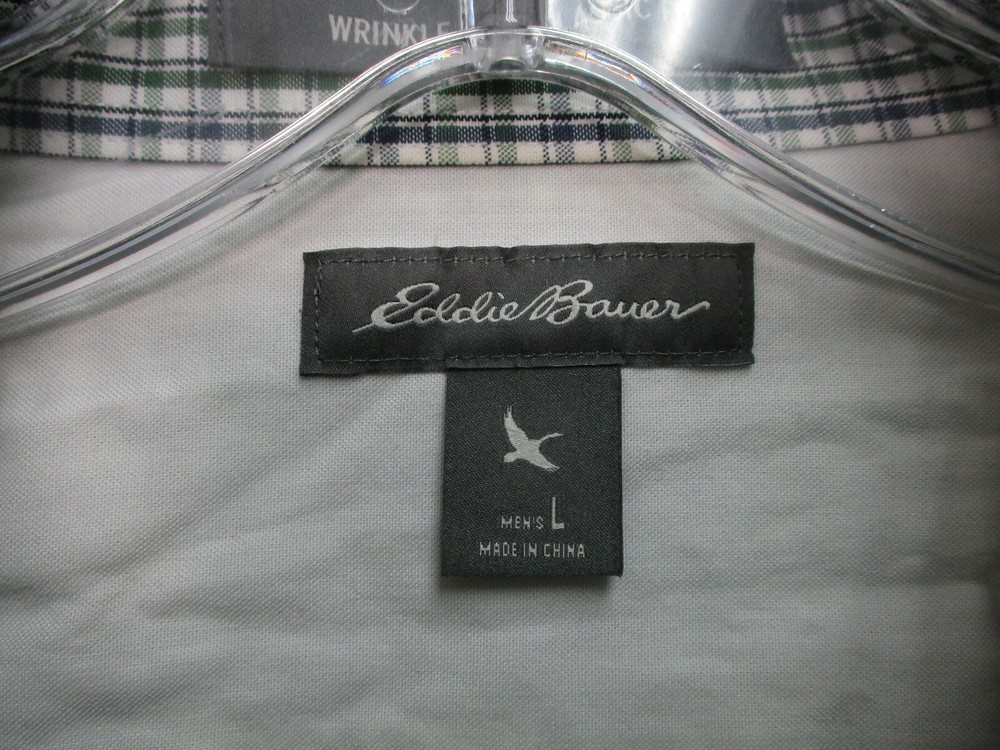 WRINKLE
Eddie Bauer
MEN'S L
MADE IN CHINA